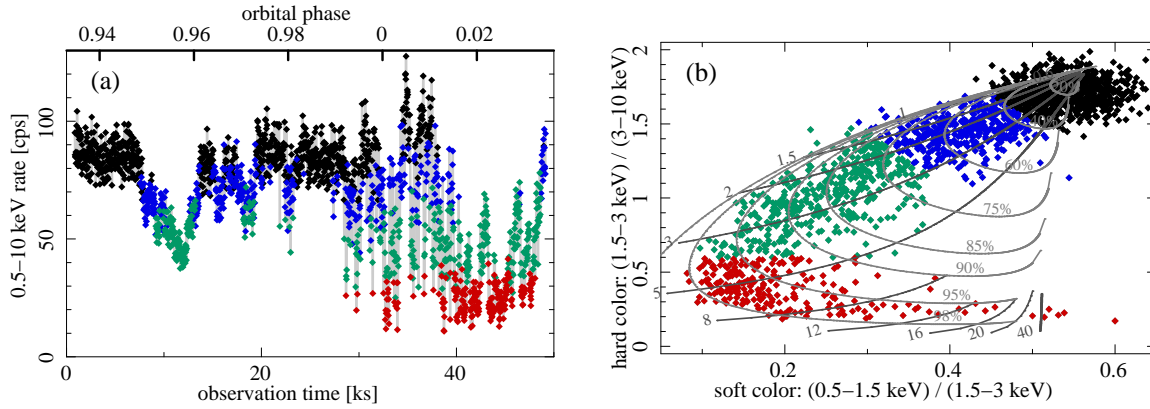 orbital phase
0.94 0.96 0.98 0 0.02
(a)
0.5−10 keV rate [cps]
100
50
0
0 20 40
observation time [ks]
(b)
hard color: (1.5−3 keV) / (3−10 keV)
2
1.5
1
0.5
0
1
1.5
2
3
5
8
12
16
20
40
60%
75%
85%
90%
95%
98%
0.2 0.4 0.6
soft color: (0.5−1.5 keV) / (1.5−3 keV)